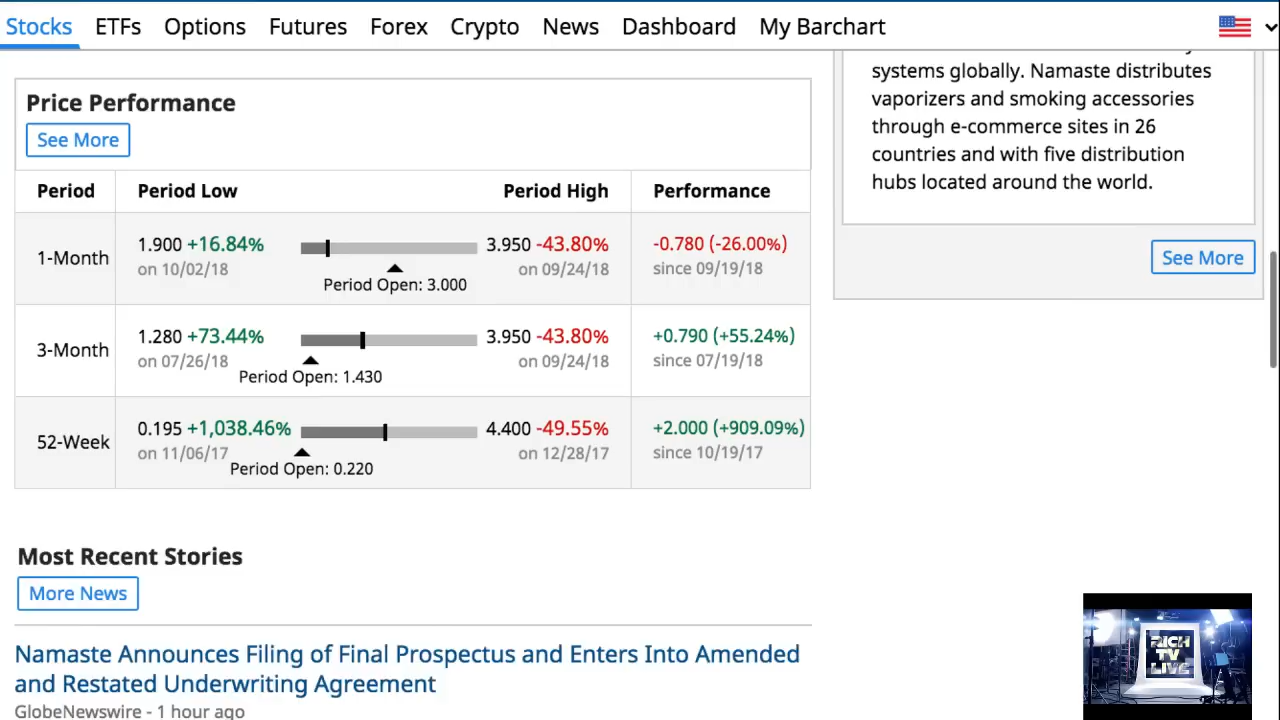 Stocks ETFs Options Futures Forex Crypto News Dashboard My Barchart
systems globally. Namaste distributes
vaporizers and smoking accessories
through e-commerce sites in 26
countries and with five distribution
hubs located around the world.
See More
Price Performance
See More
Period Period Low Period High Performance
1-Month 1.900 +16.84% 3.950 -43.80% -0.780 (-26.00%)
on 10/02/18 on 09/24/18 since 09/19/18
Period Open: 3.000
3-Month 1.280 +73.44% 3.950 -43.80% +0.790 (+55.24%)
on 07/26/18 on 09/24/18 since 07/19/18
Period Open: 1.430
52-Week 0.195 +1,038.46% 4.400 -49.55% +2.000 (+909.09%)
on 11/06/17 on 12/28/17 since 10/19/17
Period Open: 0.220
Most Recent Stories
More News
Namaste Announces Filing of Final Prospectus and Enters Into Amended
and Restated Underwriting Agreement
GlobeNewswire - 1 hour ago
RICH
TV
LIVE